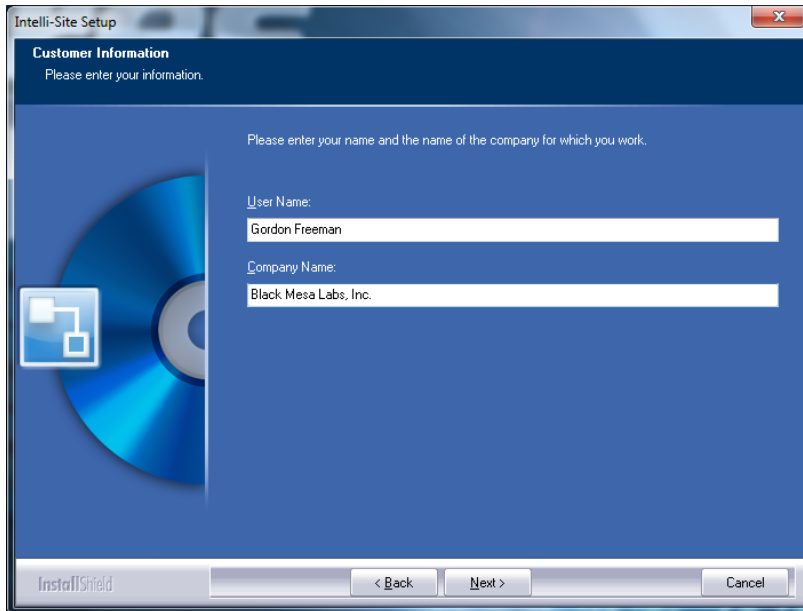 Intelli-Site Setup
Customer Information
Please enter your information.
Please enter your name and the name of the company for which you work.
User Name:
Gordon Freeman
Company Name:
Black Mesa Labs, Inc.
InstallShield
< Back
Next >
Cancel